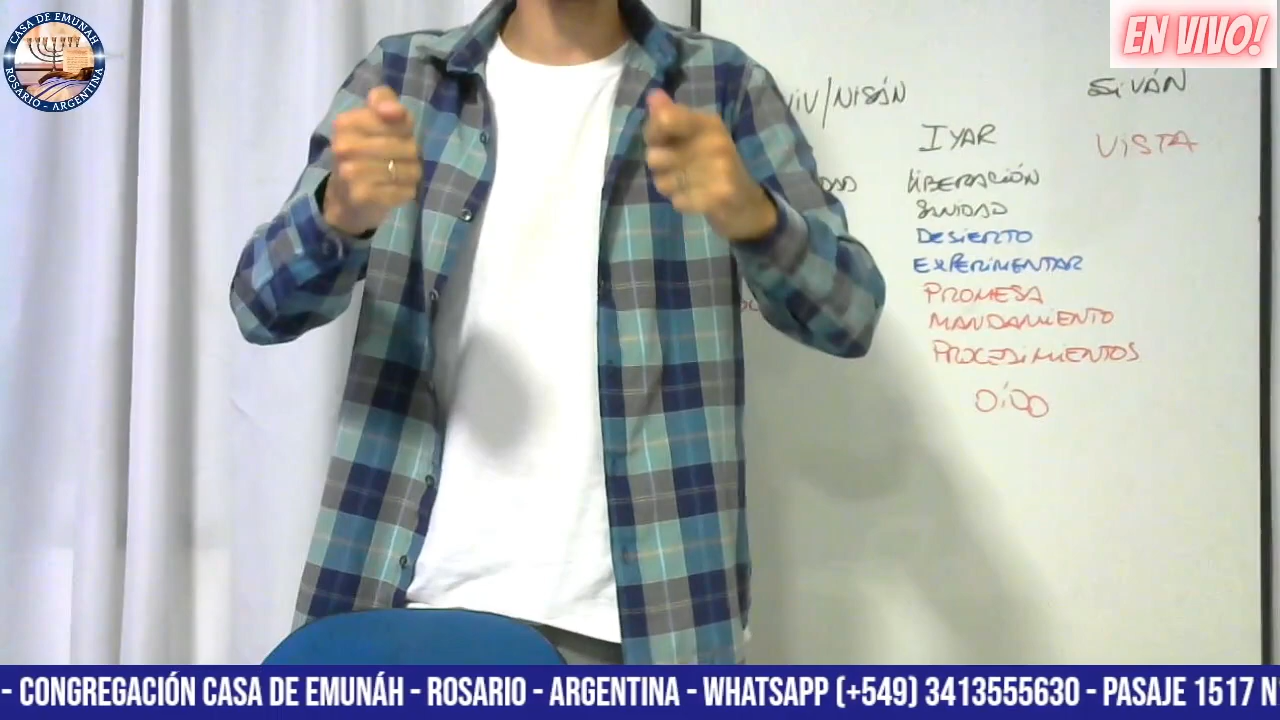 CASA DE EMUNAH
ROSARIO - ARGENTINA
EN VIVO!
VIV/NISÁN
SIVÁN
IYAR
VISTA
LIBERACIÓN
SANIDAD
DESIERTO
EXPERIMENTAR
PROMESA
MANDAMIENTO
PROCEDIMIENTOS
OÍDO
- CONGREGACIÓN CASA DE EMUNÁH - ROSARIO - ARGENTINA - WHATSAPP (+549) 3413555630 - PASAJE 1517 N